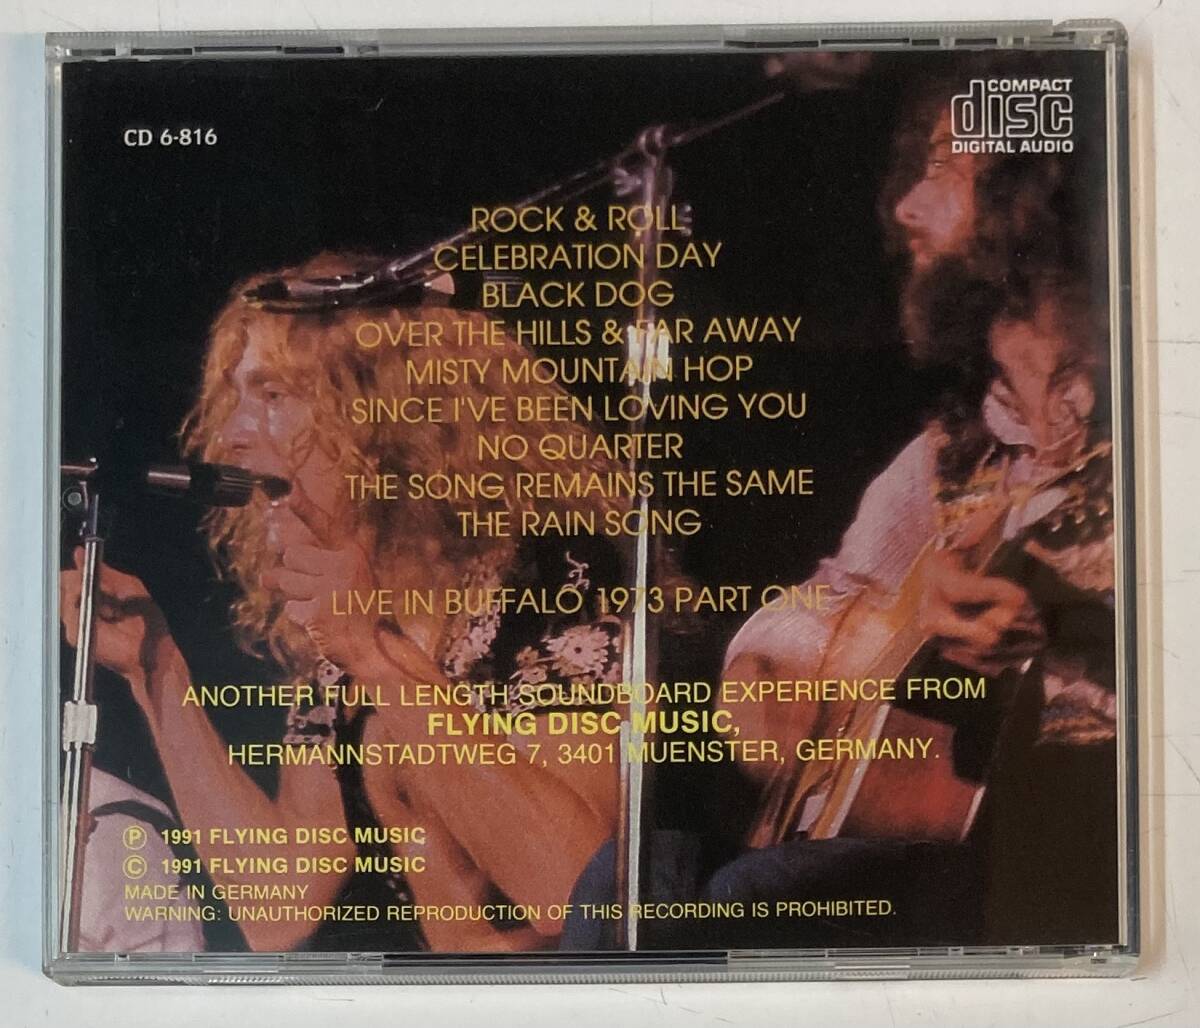 COMPACT
disc
DIGITAL AUDIO
CD 6-816
ROCK & ROLL
CELEBRATION DAY
BLACK DOG
OVER THE HILLS & FAR AWAY
MISTY MOUNTAIN HOP
SINCE I'VE BEEN LOVING YOU
NO QUARTER
THE SONG REMAINS THE SAME
THE RAIN SONG
LIVE IN BUFFALO 1973 PART ONE
ANOTHER FULL LENGTH SOUNDBOARD EXPERIENCE FROM
FLYING DISC MUSIC,
HERMANNSTADTWEG 7, 3401 MUENSTER, GERMANY.
Ⓟ 1991 FLYING DISC MUSIC
© 1991 FLYING DISC MUSIC
MADE IN GERMANY
WARNING: UNAUTHORIZED REPRODUCTION OF THIS RECORDING IS PROHIBITED.